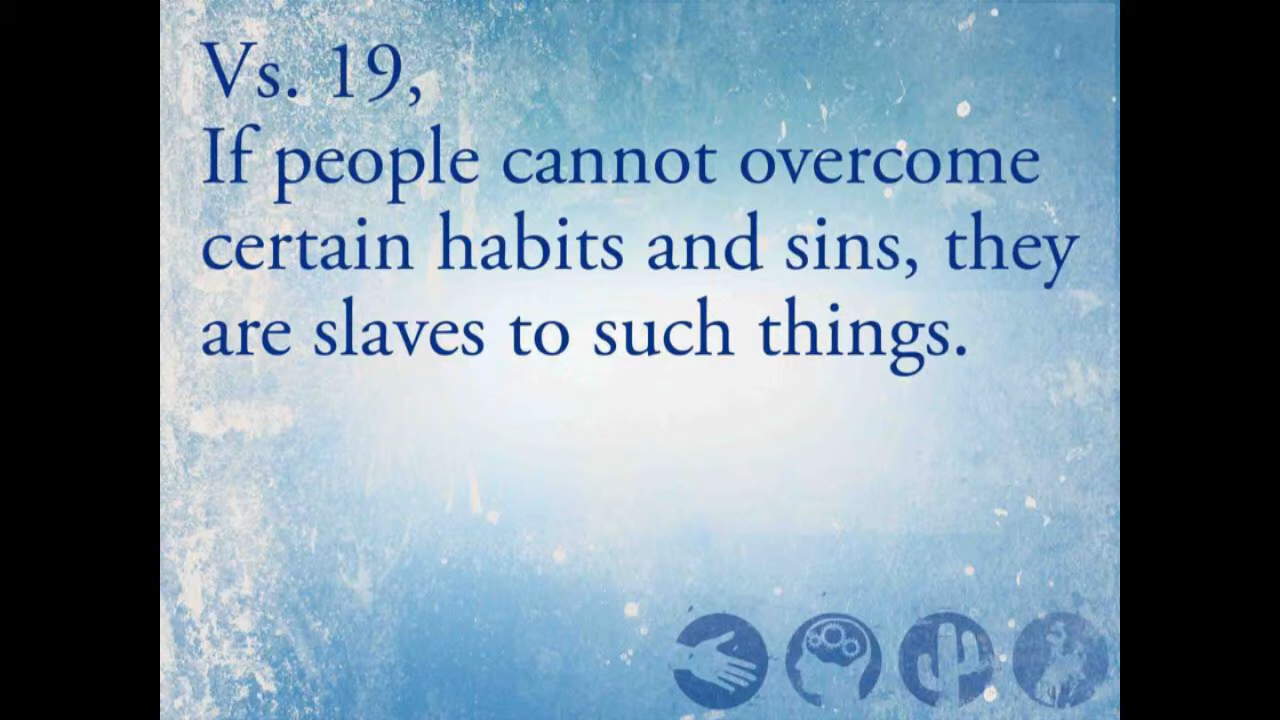 Vs. 19,
If people cannot overcome
certain habits and sins, they
are slaves to such things.